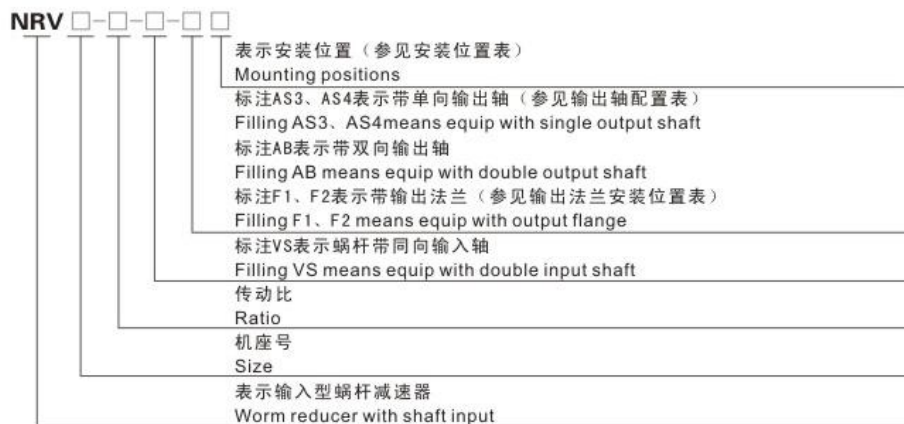 NRV □-□-□-□ □
表示安装位置（参见安装位置表）
Mounting positions
标注AS3、AS4表示带单向输出轴（参见输出轴配置表）
Filling AS3、AS4means equip with single output shaft
标注AB表示带双向输出轴
Filling AB means equip with double output shaft
标注F1、F2表示带输出法兰（参见输出法兰安装位置表）
Filling F1、F2 means equip with output flange
标注VS表示蜗杆带同向输入轴
Filling VS means equip with double input shaft
传动比
Ratio
机座号
Size
表示输入型蜗杆减速器
Worm reducer with shaft input